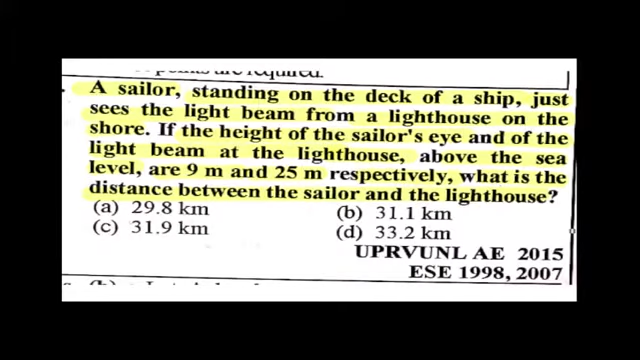 points are required.
A sailor, standing on the deck of a ship, just
sees the light beam from a lighthouse on the
shore. If the height of the sailor's eye and of the
light beam at the lighthouse, above the sea
level, are 9 m and 25 m respectively, what is the
distance between the sailor and the lighthouse?
(a) 29.8 km (b) 31.1 km
(c) 31.9 km (d) 33.2 km
UPRVUNL AE 2015
ESE 1998, 2007